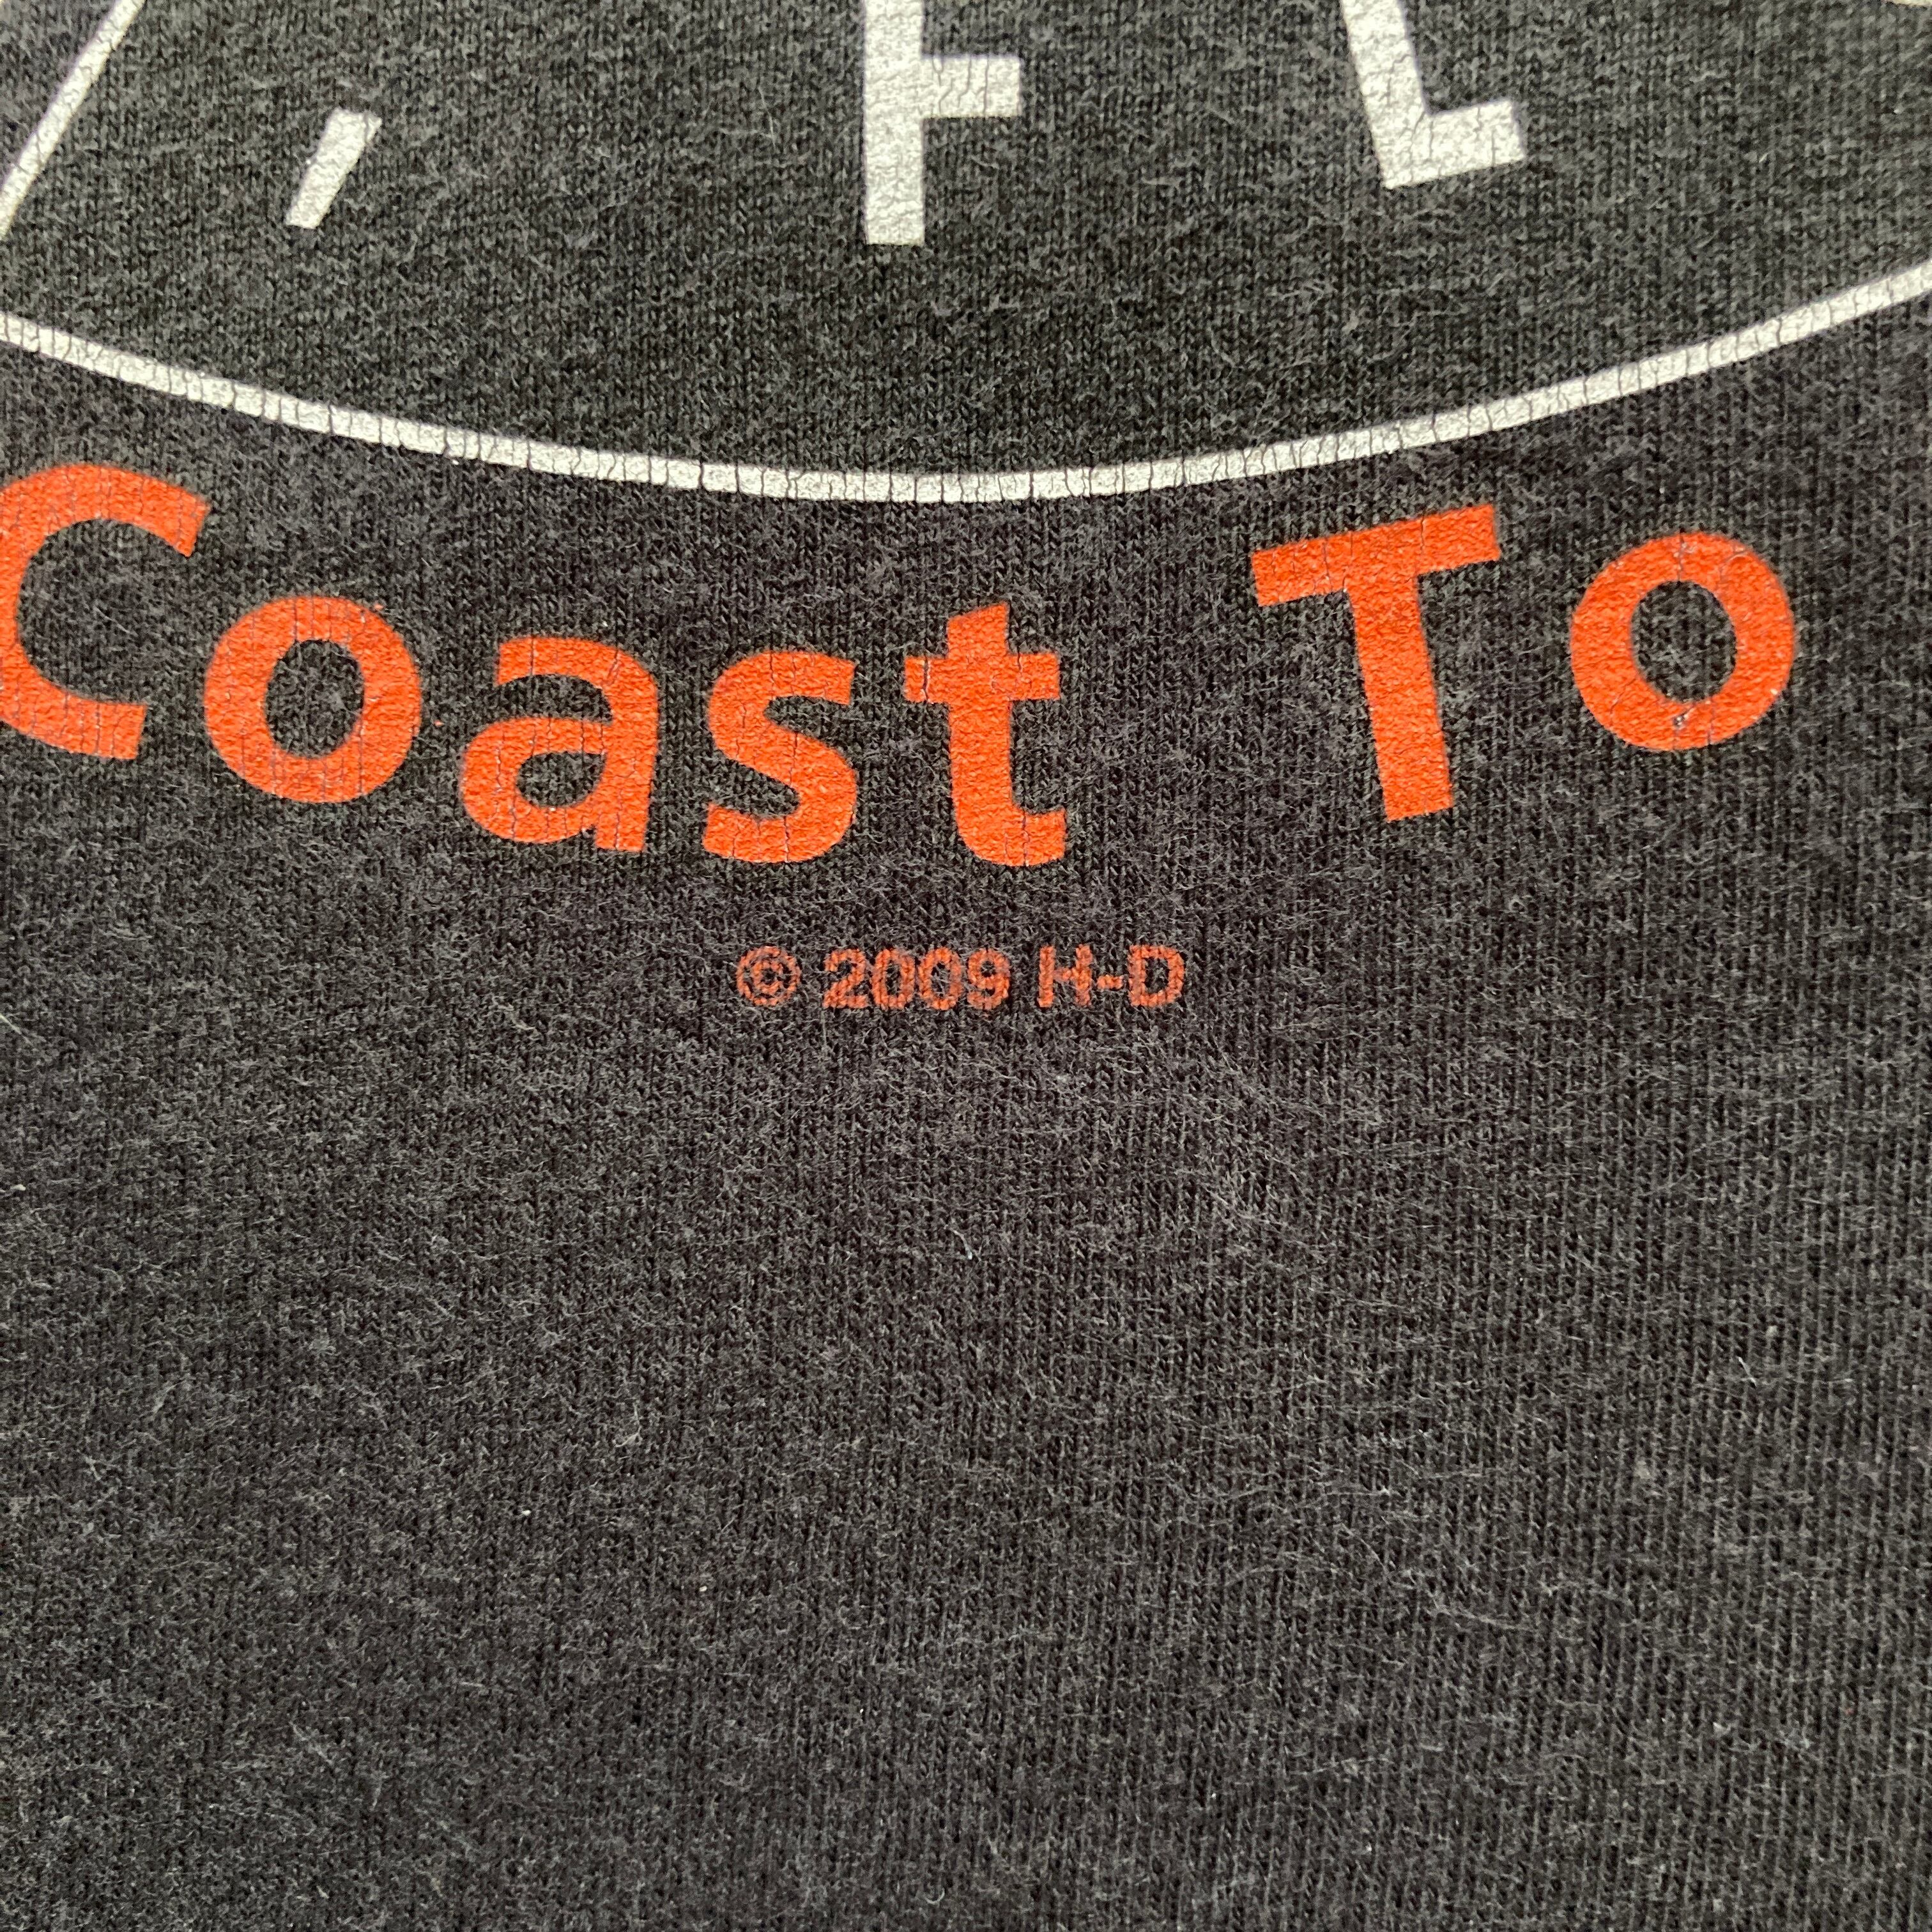 , FL
Coast To
© 2009 H-D